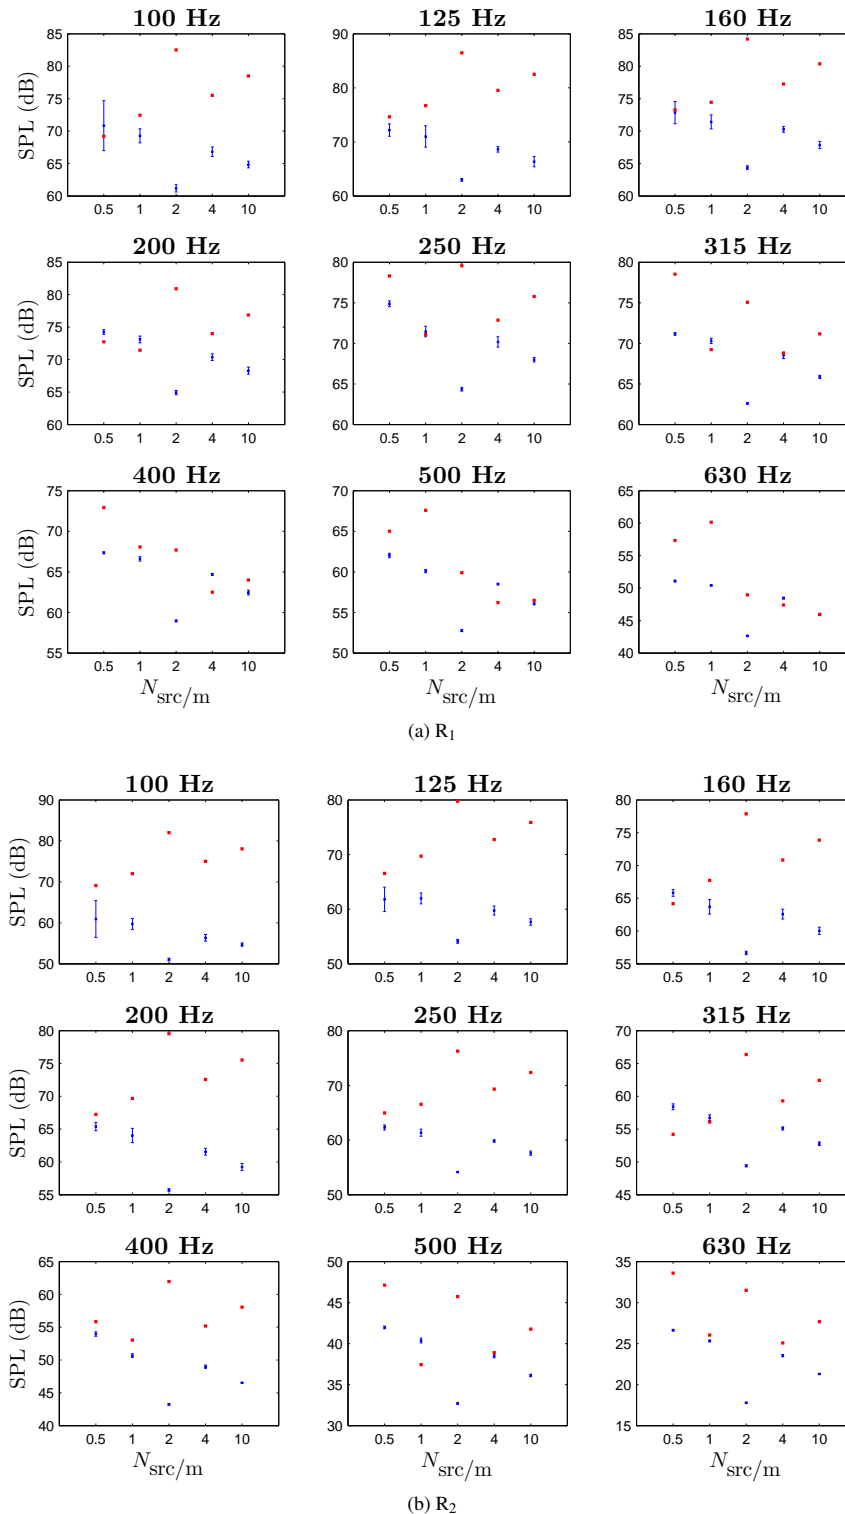 100 Hz 125 Hz 160 Hz
SPL (dB)
85 80 75 70 65 60
0.5 1 2 4 10
90 80 70 60
0.5 1 2 4 10
85 80 75 70 65 60
0.5 1 2 4 10
200 Hz 250 Hz 315 Hz
SPL (dB)
85 80 75 70 65 60
0.5 1 2 4 10
80 75 70 65 60
0.5 1 2 4 10
80 75 70 65 60
0.5 1 2 4 10
400 Hz 500 Hz 630 Hz
SPL (dB)
75 70 65 60 55
0.5 1 2 4 10
70 65 60 55 50
0.5 1 2 4 10
65 60 55 50 45 40
0.5 1 2 4 10
N src/m N src/m N src/m
(a) R1
100 Hz 125 Hz 160 Hz
SPL (dB)
90 80 70 60 50
0.5 1 2 4 10
80 70 60 50
0.5 1 2 4 10
80 75 70 65 60 55
0.5 1 2 4 10
200 Hz 250 Hz 315 Hz
SPL (dB)
80 75 70 65 60 55
0.5 1 2 4 10
80 70 60 50
0.5 1 2 4 10
70 65 60 55 50 45
0.5 1 2 4 10
400 Hz 500 Hz 630 Hz
SPL (dB)
65 60 55 50 45 40
0.5 1 2 4 10
50 45 40 35 30
0.5 1 2 4 10
35 30 25 20 15
0.5 1 2 4 10
N src/m N src/m N src/m
(b) R2